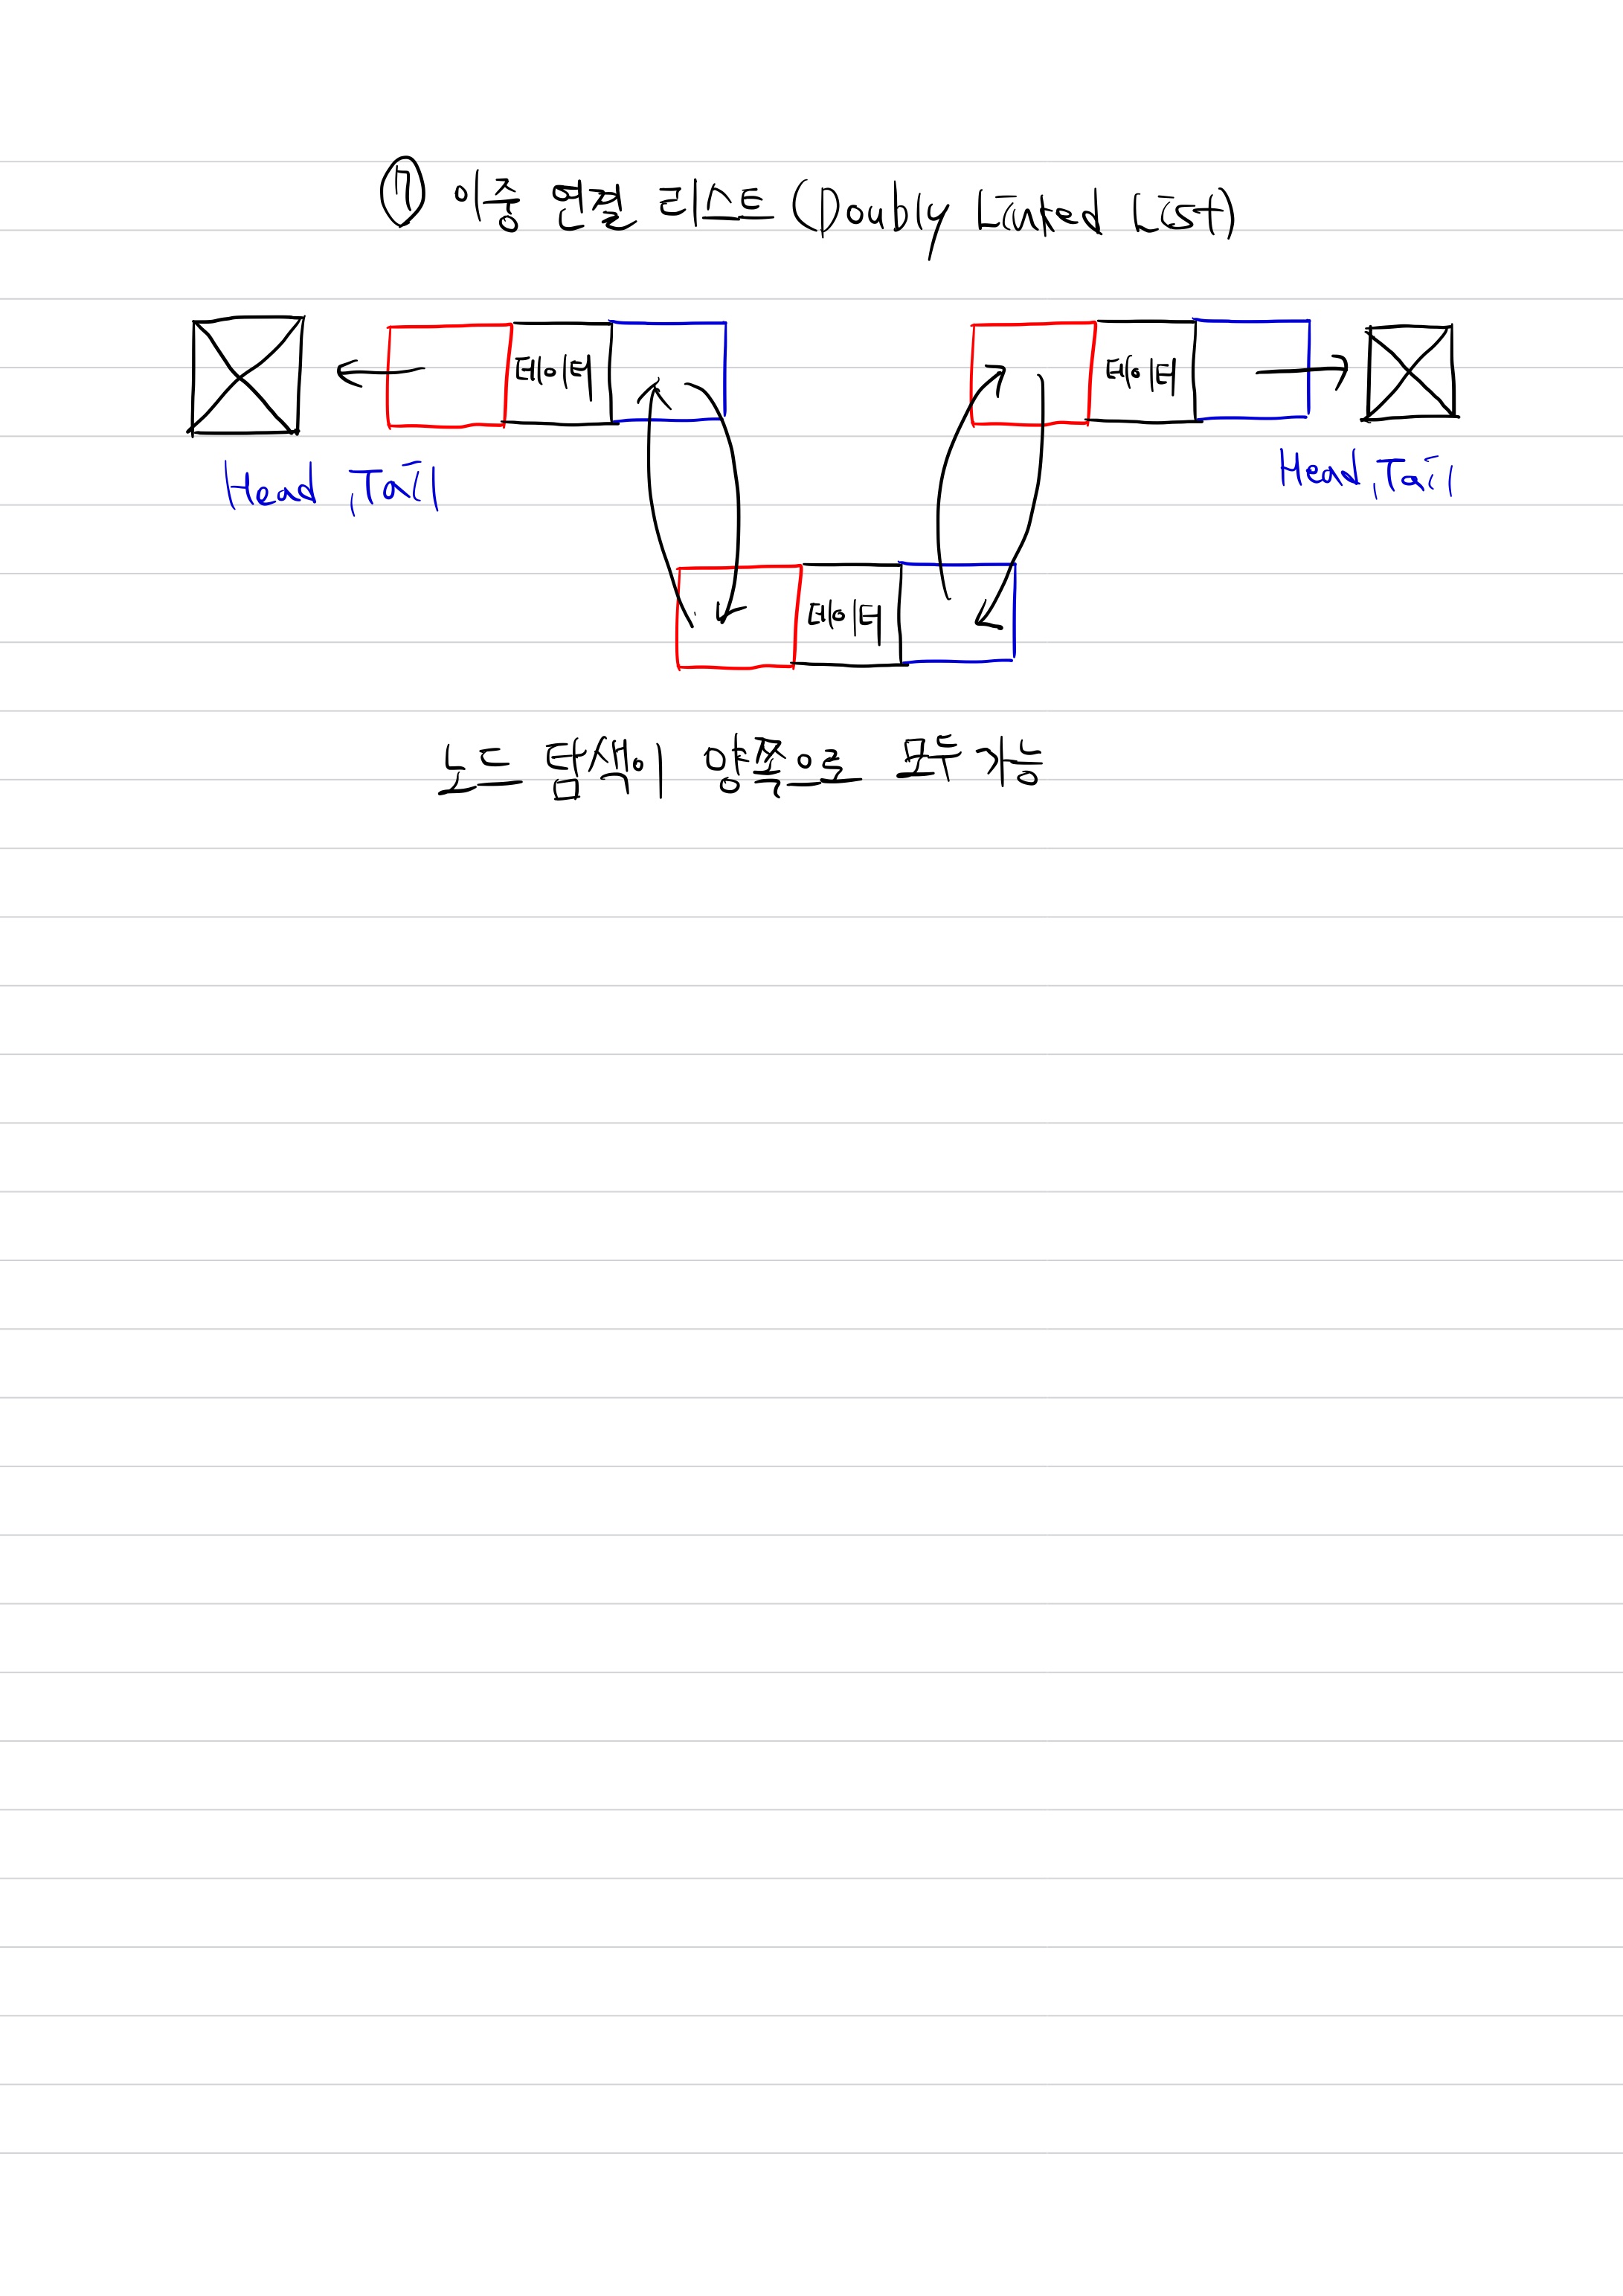 ⑦ 이중 연결 리스트 (Doubly Linked List)
데이터 데이터
Head, Tail Head, Tail
데이터
노드 탐색이 양쪽으로 모두 가능